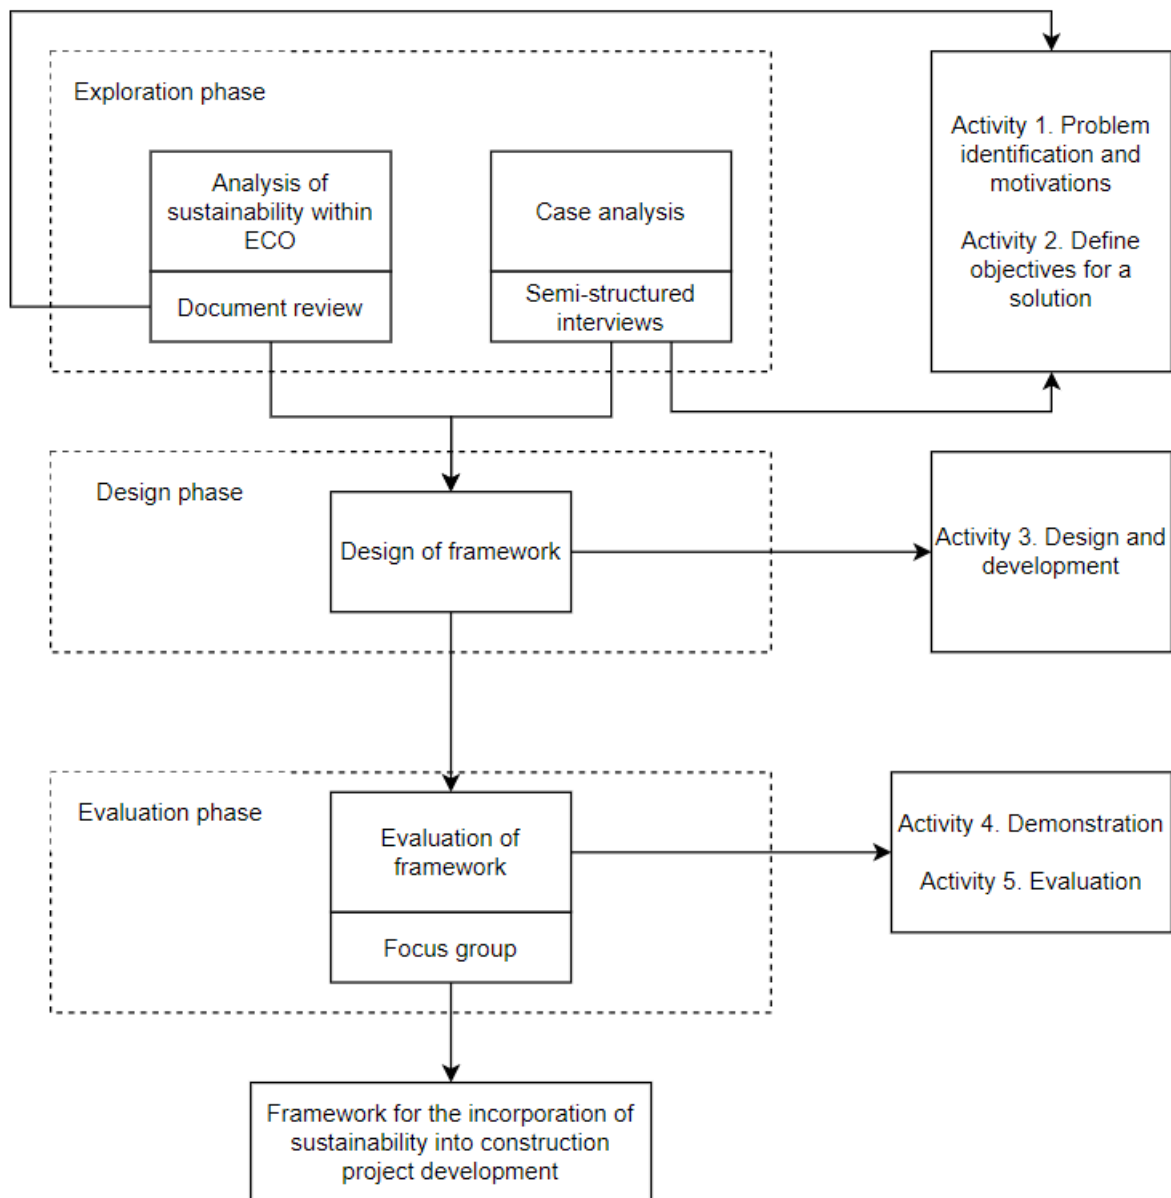 Exploration phase
Analysis of
sustainability within
ECO
Document review
Case analysis
Semi-structured
interviews
Activity 1. Problem
identification and
motivations
Activity 2. Define
objectives for a
solution
Design phase
Design of framework
Activity 3. Design and
development
Evaluation phase
Evaluation of
framework
Focus group
Activity 4. Demonstration
Activity 5. Evaluation
Framework for the incorporation of
sustainability into construction
project development